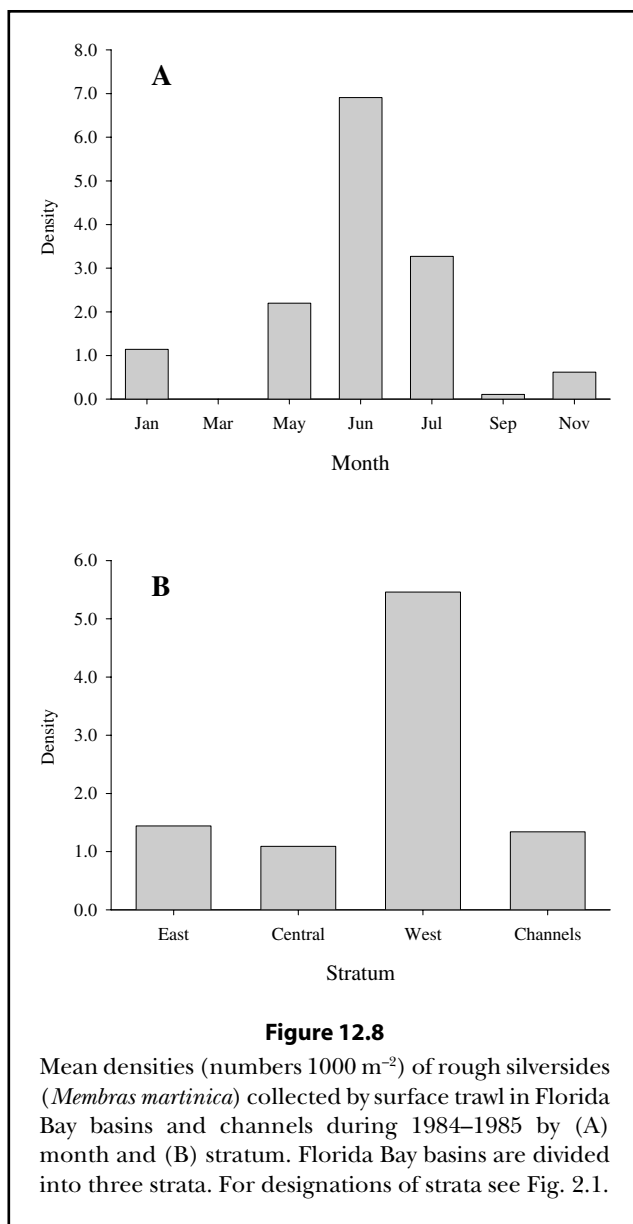 8.0
A
7.0
6.0
5.0
Density
4.0
3.0
2.0
1.0
0.0
Jan Mar May Jun Jul Sep Nov
Month
6.0
B
5.0
4.0
Density
3.0
2.0
1.0
0.0
East Central West Channels
Stratum
Figure 12.8
Mean densities (numbers 1000 m⁻²) of rough silversides
(Membras martinica) collected by surface trawl in Florida
Bay basins and channels during 1984–1985 by (A)
month and (B) stratum. Florida Bay basins are divided
into three strata. For designations of strata see Fig. 2.1.